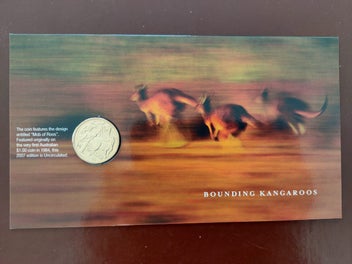 The coin features the design
entitled "Mob of Roos".
Featured originally on
the very first Australian
$1.00 coin in 1984, this
2007 edition is Uncirculated.
BOUNDING KANGAROOS